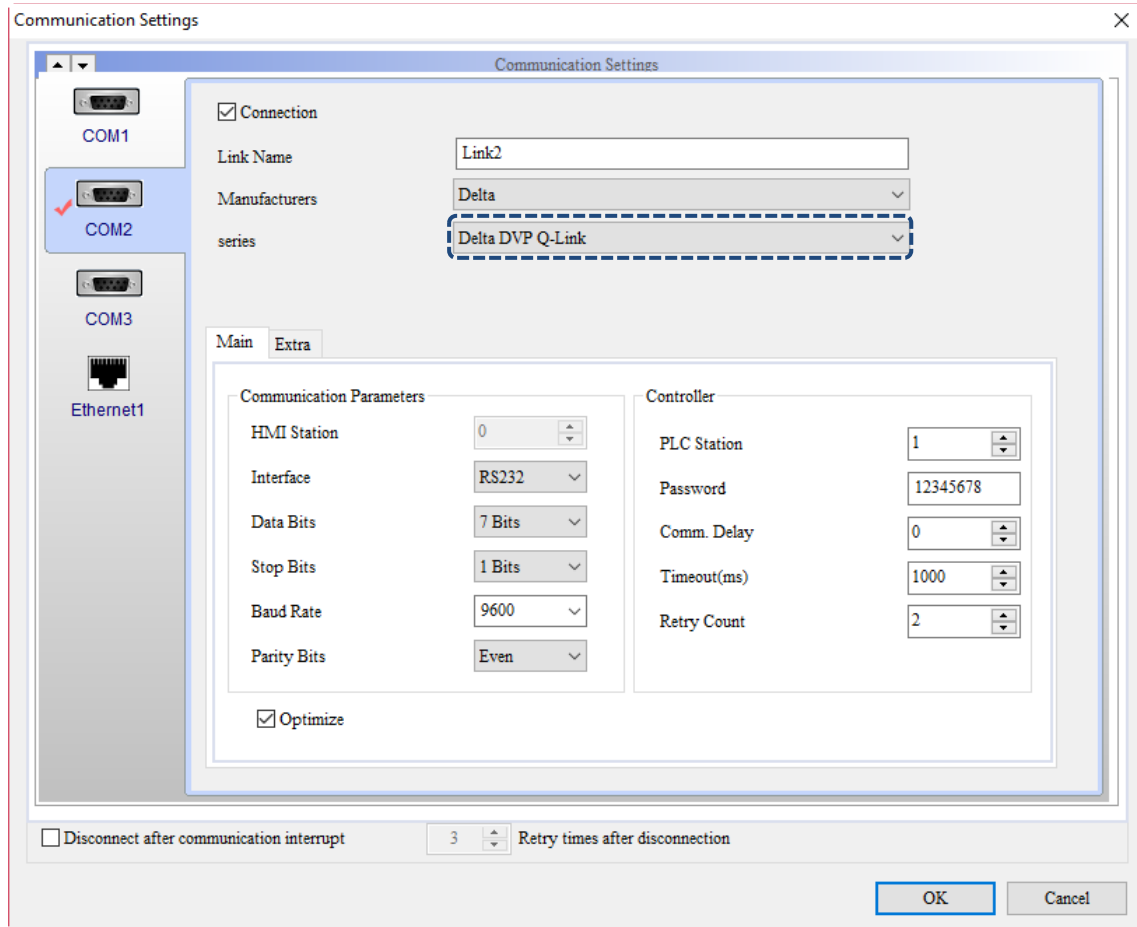 Communication Settings
Communication Settings
COM1
COM2
COM3
Ethernet1
Connection
Link Name
Link2
Manufacturers
Delta
series
Delta DVP Q-Link
Main
Extra
Communication Parameters
HMI Station
0
Interface
RS232
Data Bits
7 Bits
Stop Bits
1 Bits
Baud Rate
9600
Parity Bits
Even
Optimize
Controller
PLC Station
1
Password
12345678
Comm. Delay
0
Timeout(ms)
1000
Retry Count
2
Disconnect after communication interrupt
3
Retry times after disconnection
OK
Cancel